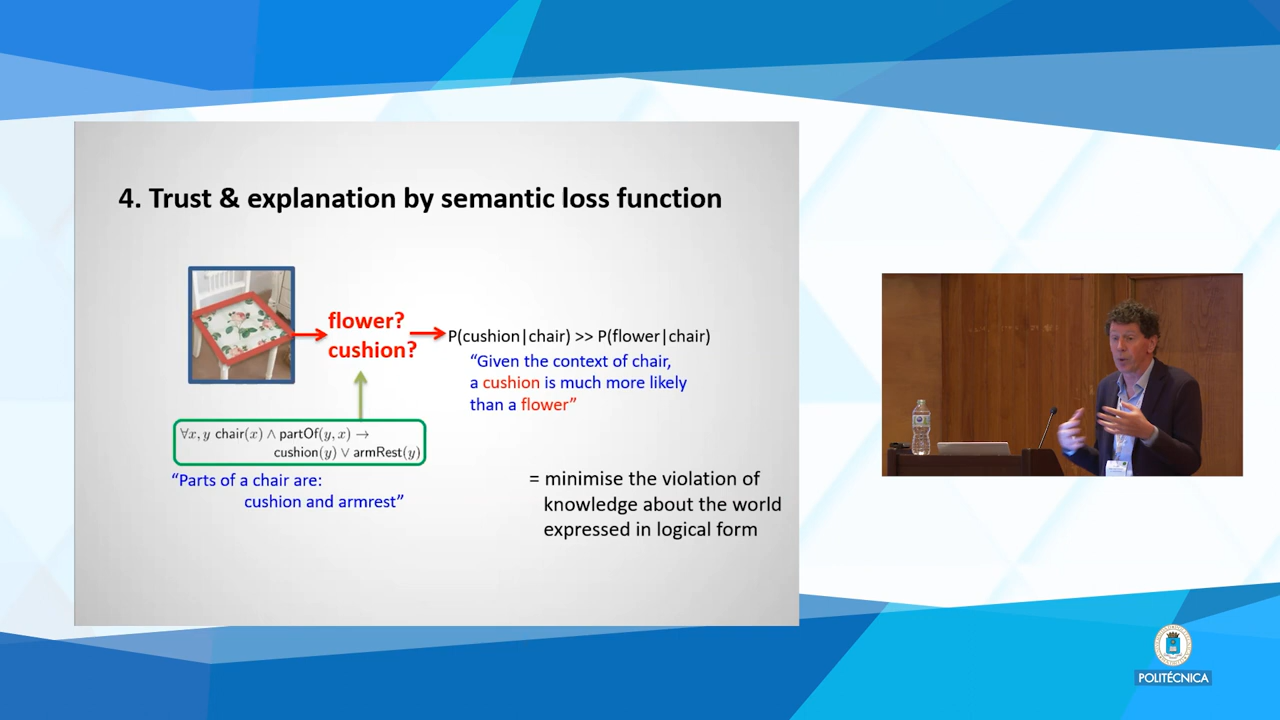 4. Trust & explanation by semantic loss function
flower?
cushion?
P(cushion|chair) >> P(flower|chair)
“Given the context of chair,
a cushion is much more likely
than a flower”
∀x, y chair(x) ∧ partOf(y, x) →
cushion(y) ∨ armRest(y)
“Parts of a chair are:
cushion and armrest”
= minimise the violation of
knowledge about the world
expressed in logical form
POLITÉCNICA